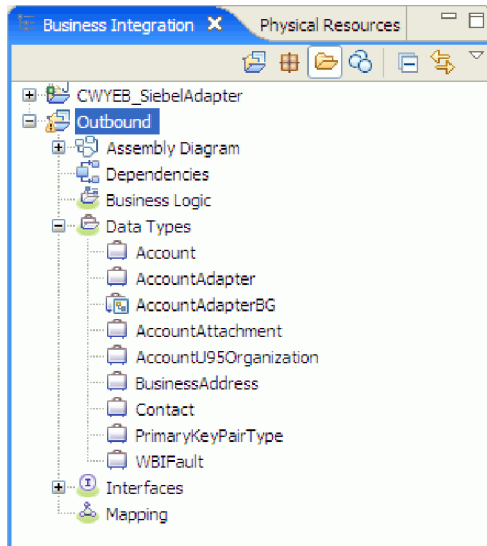 Business Integration Physical Resources
CWYEB_SiebelAdapter
Outbound
Assembly Diagram
Dependencies
Business Logic
Data Types
Account
AccountAdapter
AccountAdapterBG
AccountAttachment
AccountU95Organization
BusinessAddress
Contact
PrimaryKeyPairType
WBIFault
Interfaces
Mapping